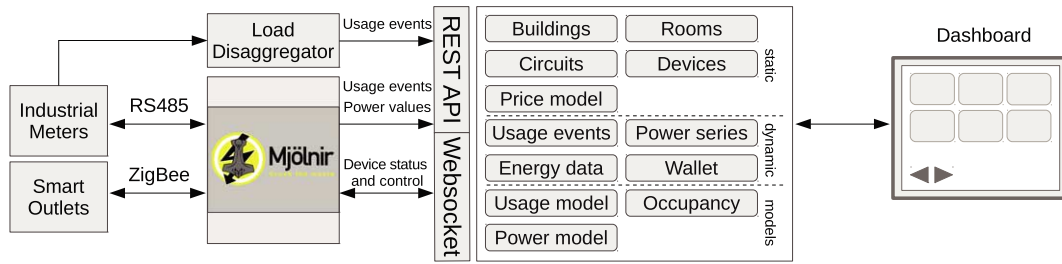 Load
Disaggregator
Usage events
Industrial
Meters
RS485
Smart
Outlets
ZigBee
Mjölnir
Usage events
Power values
Device status
and control
REST API
Websocket
Buildings
Rooms
Circuits
Devices
Price model
static
Usage events
Power series
Energy data
Wallet
dynamic
Usage model
Occupancy
Power model
models
Dashboard